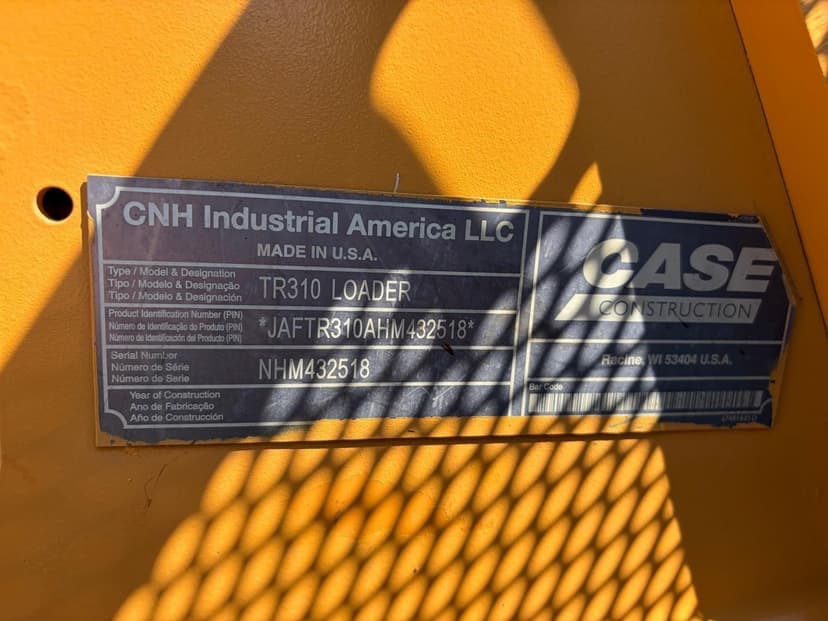 CNH Industrial America LLC
MADE IN U.S.A.
Type / Model & Designation
Tipo / Modelo & Designação
Tipo / Modelo & Designación
TR310 LOADER
Product Identification Number (PIN)
Número de Identificação do Produto (PIN)
Número de Identificación del Producto (PIN)
*JAFTR310AHM432518*
Serial Number
Número de Série
Número de Serie
NHM432518
Year of Construction
Ano de Fabricação
Año de Construcción
CASE
CONSTRUCTION
Racine, WI 53404 U.S.A.
Bar Code